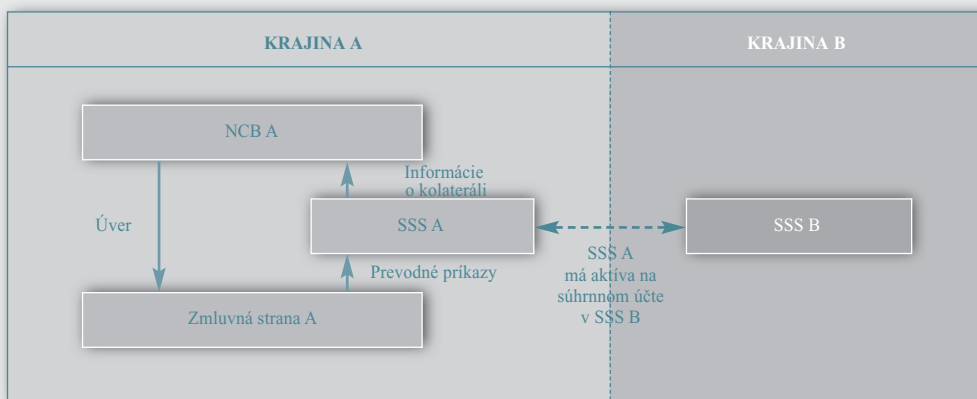 KRAJINA A
KRAJINA B
NCB A
Informácie
o kolateráli
Úver
SSS A
SSS B
SSS A
má aktíva na
súhrnnom účte
v SSS B
Prevodné príkazy
Zmluvná strana A